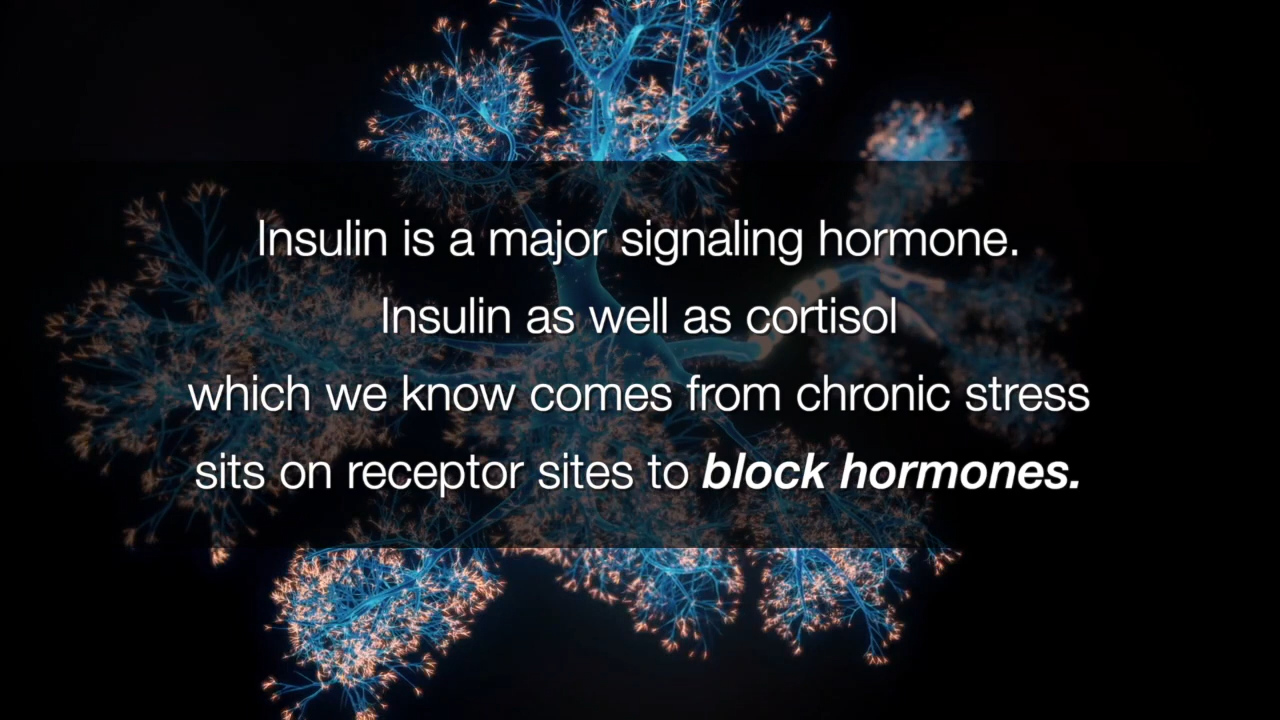 Insulin is a major signaling hormone.
Insulin as well as cortisol
which we know comes from chronic stress
sits on receptor sites to block hormones.